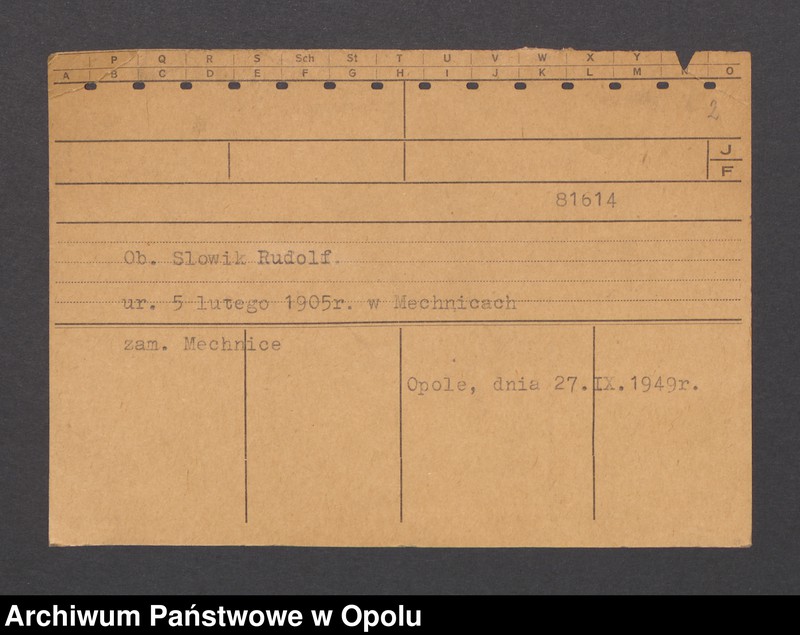 P Q R S Sch St T U V W X Y
A B C D E F G H I J K L M N O
2
J
F
81614
Ob. Slowik Rudolf.
ur. 5 lutego 1905r. w Mechnicach
zam. Mechnice
Opole, dnia 27.IX.1949r.
Archiwum Państwowe w Opolu